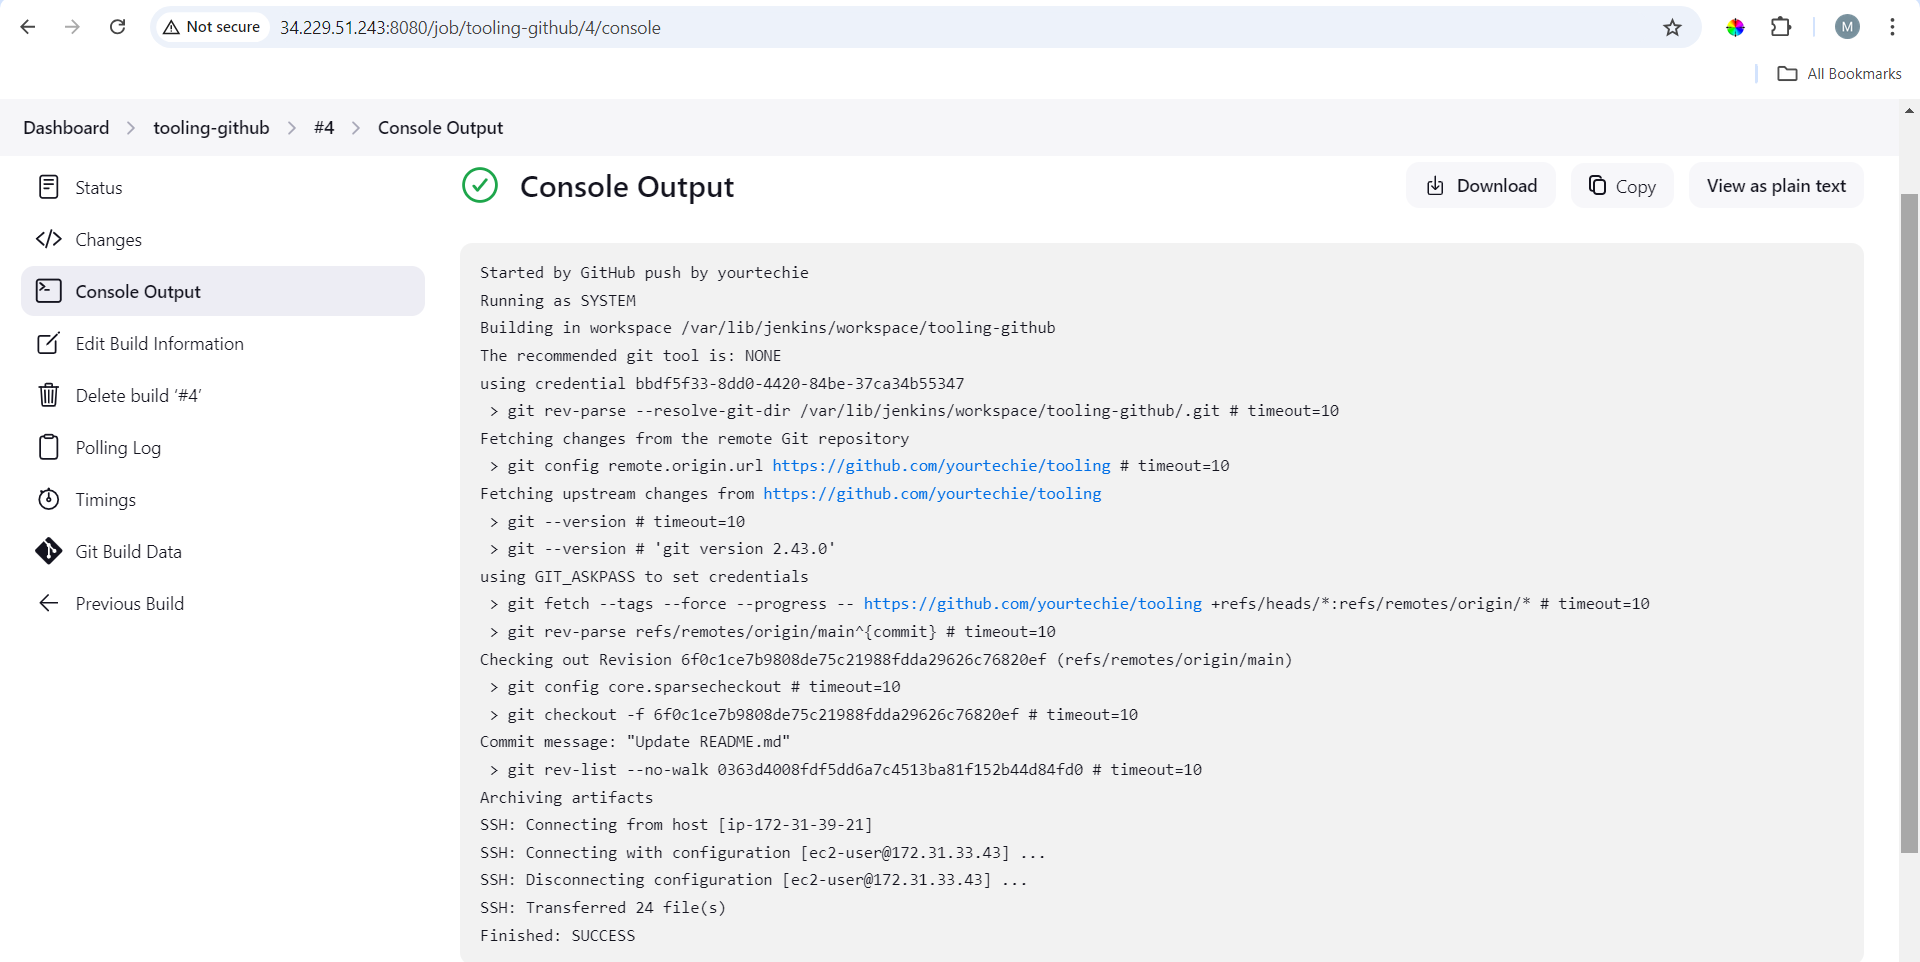 Not secure 34.229.51.243:8080/job/tooling-github/4/console M
All Bookmarks
Dashboard > tooling-github > #4 > Console Output
Status
Changes
Console Output
Edit Build Information
Delete build ‘#4’
Polling Log
Timings
Git Build Data
Previous Build
Console Output
Download Copy View as plain text
Started by GitHub push by yourtechie
Running as SYSTEM
Building in workspace /var/lib/jenkins/workspace/tooling-github
The recommended git tool is: NONE
using credential bbdf5f33-8dd0-4420-84be-37ca34b55347
> git rev-parse --resolve-git-dir /var/lib/jenkins/workspace/tooling-github/.git # timeout=10
Fetching changes from the remote Git repository
> git config remote.origin.url https://github.com/yourtechie/tooling # timeout=10
Fetching upstream changes from https://github.com/yourtechie/tooling
> git --version # timeout=10
> git --version # 'git version 2.43.0'
using GIT_ASKPASS to set credentials
> git fetch --tags --force --progress -- https://github.com/yourtechie/tooling +refs/heads/*:refs/remotes/origin/* # timeout=10
> git rev-parse refs/remotes/origin/main^{commit} # timeout=10
Checking out Revision 6f0c1ce7b9808de75c21988fdda29626c76820ef (refs/remotes/origin/main)
> git config core.sparsecheckout # timeout=10
> git checkout -f 6f0c1ce7b9808de75c21988fdda29626c76820ef # timeout=10
Commit message: "Update README.md"
> git rev-list --no-walk 0363d4008fdf5dd6a7c4513ba81f152b44d84fd0 # timeout=10
Archiving artifacts
SSH: Connecting from host [ip-172-31-39-21]
SSH: Connecting with configuration [ec2-user@172.31.33.43] ...
SSH: Disconnecting configuration [ec2-user@172.31.33.43] ...
SSH: Transferred 24 file(s)
Finished: SUCCESS